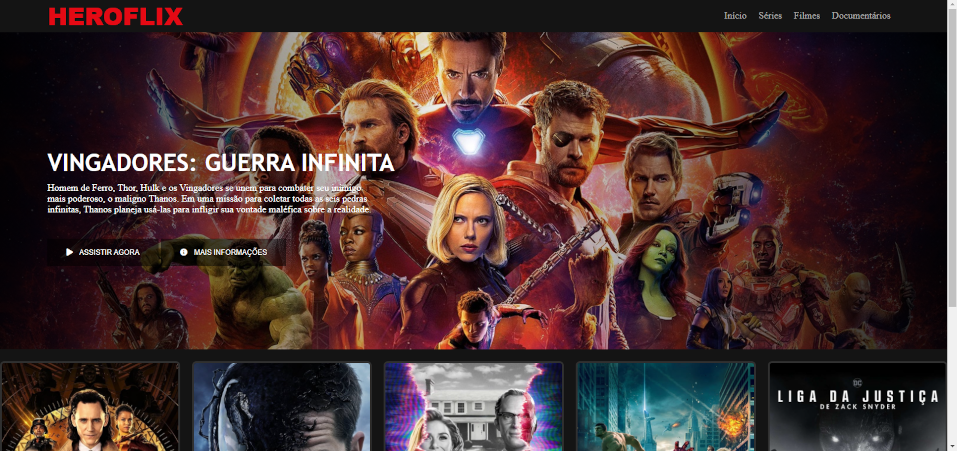 HEROFLIX
Início Séries Filmes Documentários
VINGADORES: GUERRA INFINITA
Homem de Ferro, Thor, Hulk e os Vingadores se unem para combater seu inimigo
mais poderoso, o maligno Thanos. Em uma missão para coletar todas as seis pedras
infinitas, Thanos planeja usá-las para infligir sua vontade maléfica sobre a realidade.
ASSISTIR AGORA
MAIS INFORMAÇÕES
DC
LIGA DA JUSTIÇA
DE ZACK SNYDER